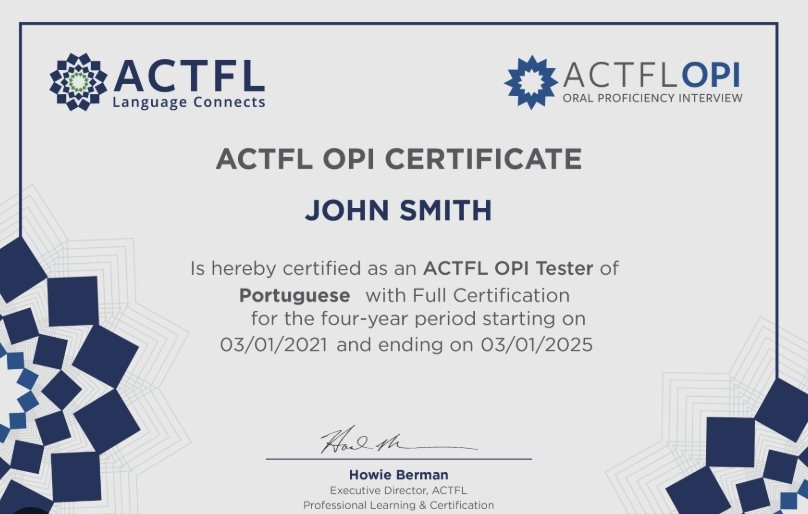 ACTFL
Language Connects
ACTFLOPI
ORAL PROFICIENCY INTERVIEW
ACTFL OPI CERTIFICATE
JOHN SMITH
Is hereby certified as an ACTFL OPI Tester of
Portuguese with Full Certification
for the four-year period starting on
03/01/2021 and ending on 03/01/2025
Howie Berman
Executive Director, ACTFL
Professional Learning & Certification